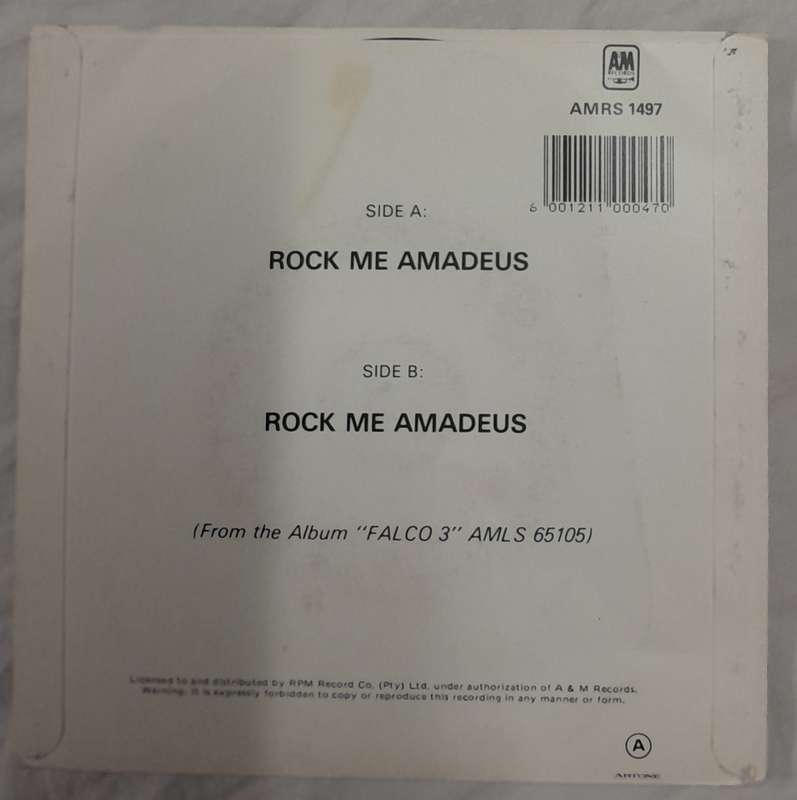 A&M
RECORDS
AMRS 1497
6 001211 000470
SIDE A:
ROCK ME AMADEUS
SIDE B:
ROCK ME AMADEUS
(From the Album "FALCO 3" AMLS 65105)
Licensed to and distributed by RPM Record Co. (Pty) Ltd. under authorization of A & M Records.
Warning: It is expressly forbidden to copy or reproduce this recording in any manner or form.
A
ARTONE